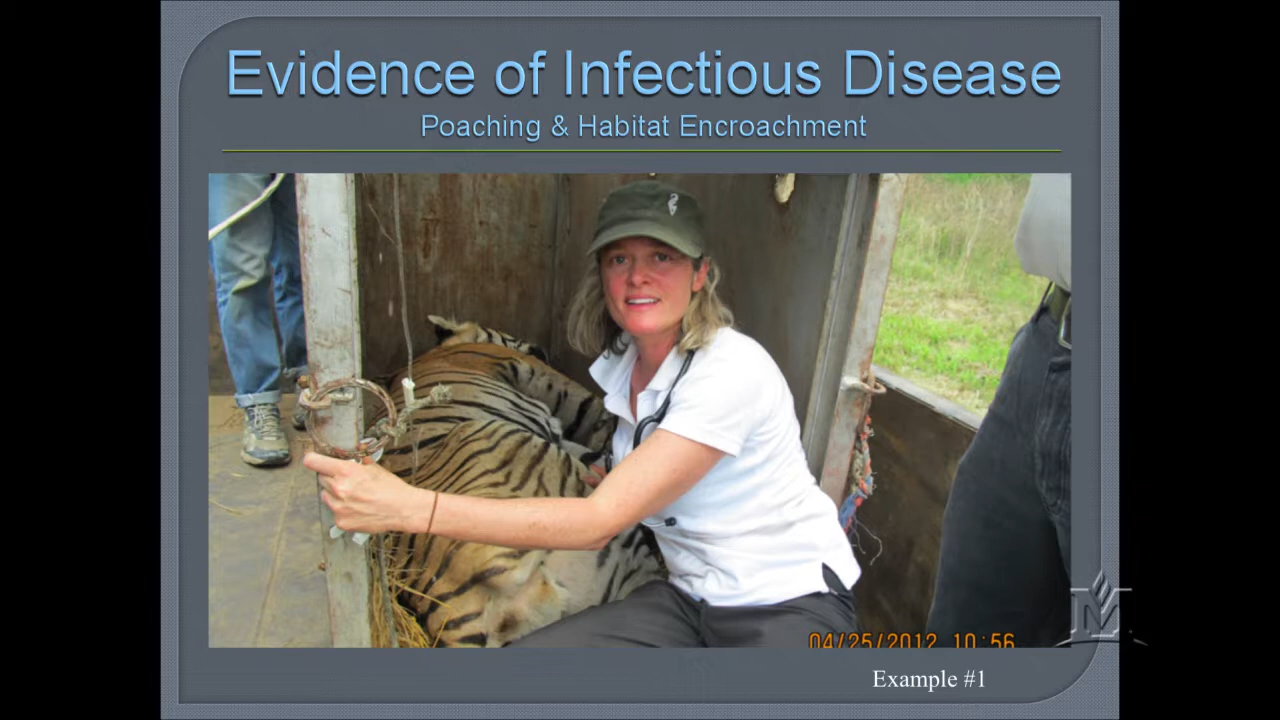 Evidence of Infectious Disease
Poaching & Habitat Encroachment
04/25/2012 10:56
Example #1
M